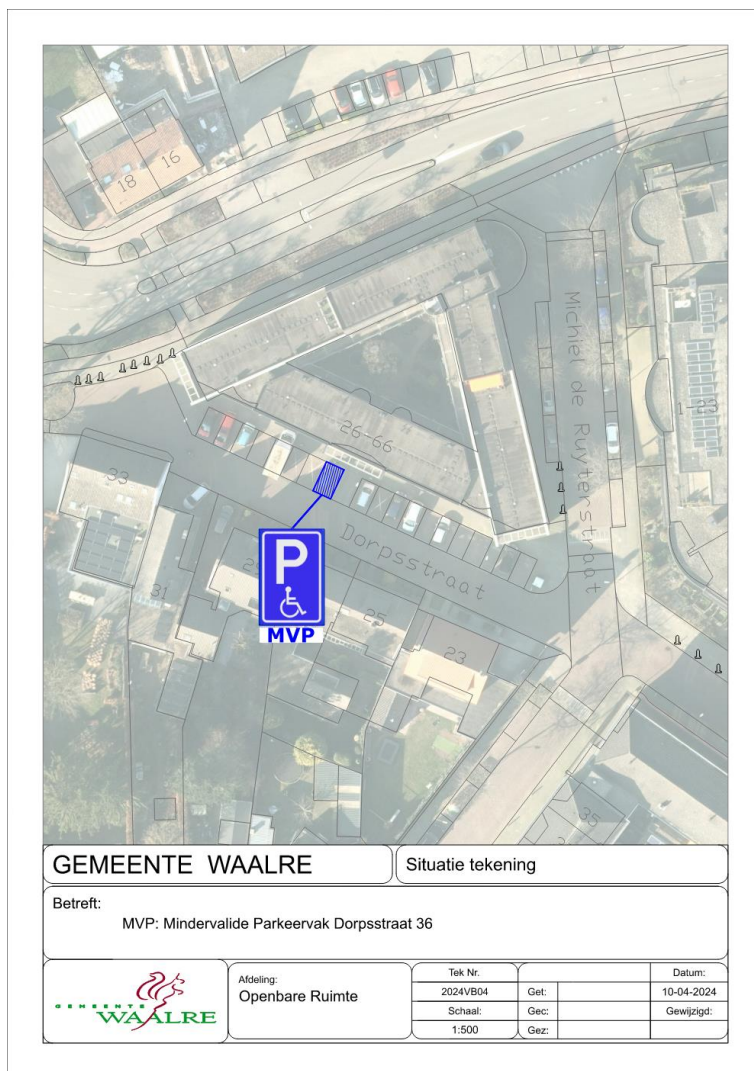 16
18
Michiel de Ruyterstraat
1-23
26-66
33
Dorpsstraat
P
31
25
MVP
23
35
GEMEENTE WAALRE
Situatie tekening
Betreft:
MVP: Mindervalide Parkeervak Dorpsstraat 36
GEMEENTE
WAALRE
Afdeling:
Openbare Ruimte
Tek Nr.
Datum:
2024VB04
Get:
10-04-2024
Schaal:
Gec:
Gewijzigd:
1:500
Gez: